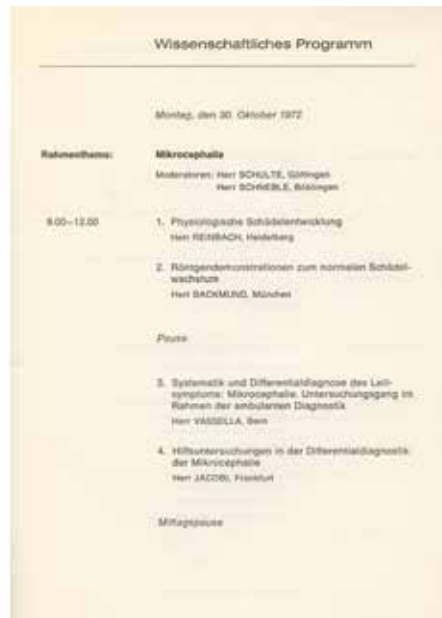 Wissenschaftliches Programm
Montag, den 30. Oktober 1972
Rahmenthema: Mikrocephalie
Moderatoren: Herr SCHULTE, Göttingen
Herr SCHNEBLE, Böblingen
9.00–12.00 1. Physiologische Schädelentwicklung
Herr REINBACH, Heidelberg
2. Röntgendemonstrationen zum normalen Schädel-
wachstum
Herr BACKMUND, München
Pause
3. Systematik und Differentialdiagnose des Leit-
symptoms: Mikrocephalie. Untersuchungsgang im
Rahmen der ambulanten Diagnostik
Herr VASSELLA, Bern
4. Hilfsuntersuchungen in der Differentialdiagnostik
der Mikrocephalie
Herr JACOBI, Frankfurt
Mittagspause